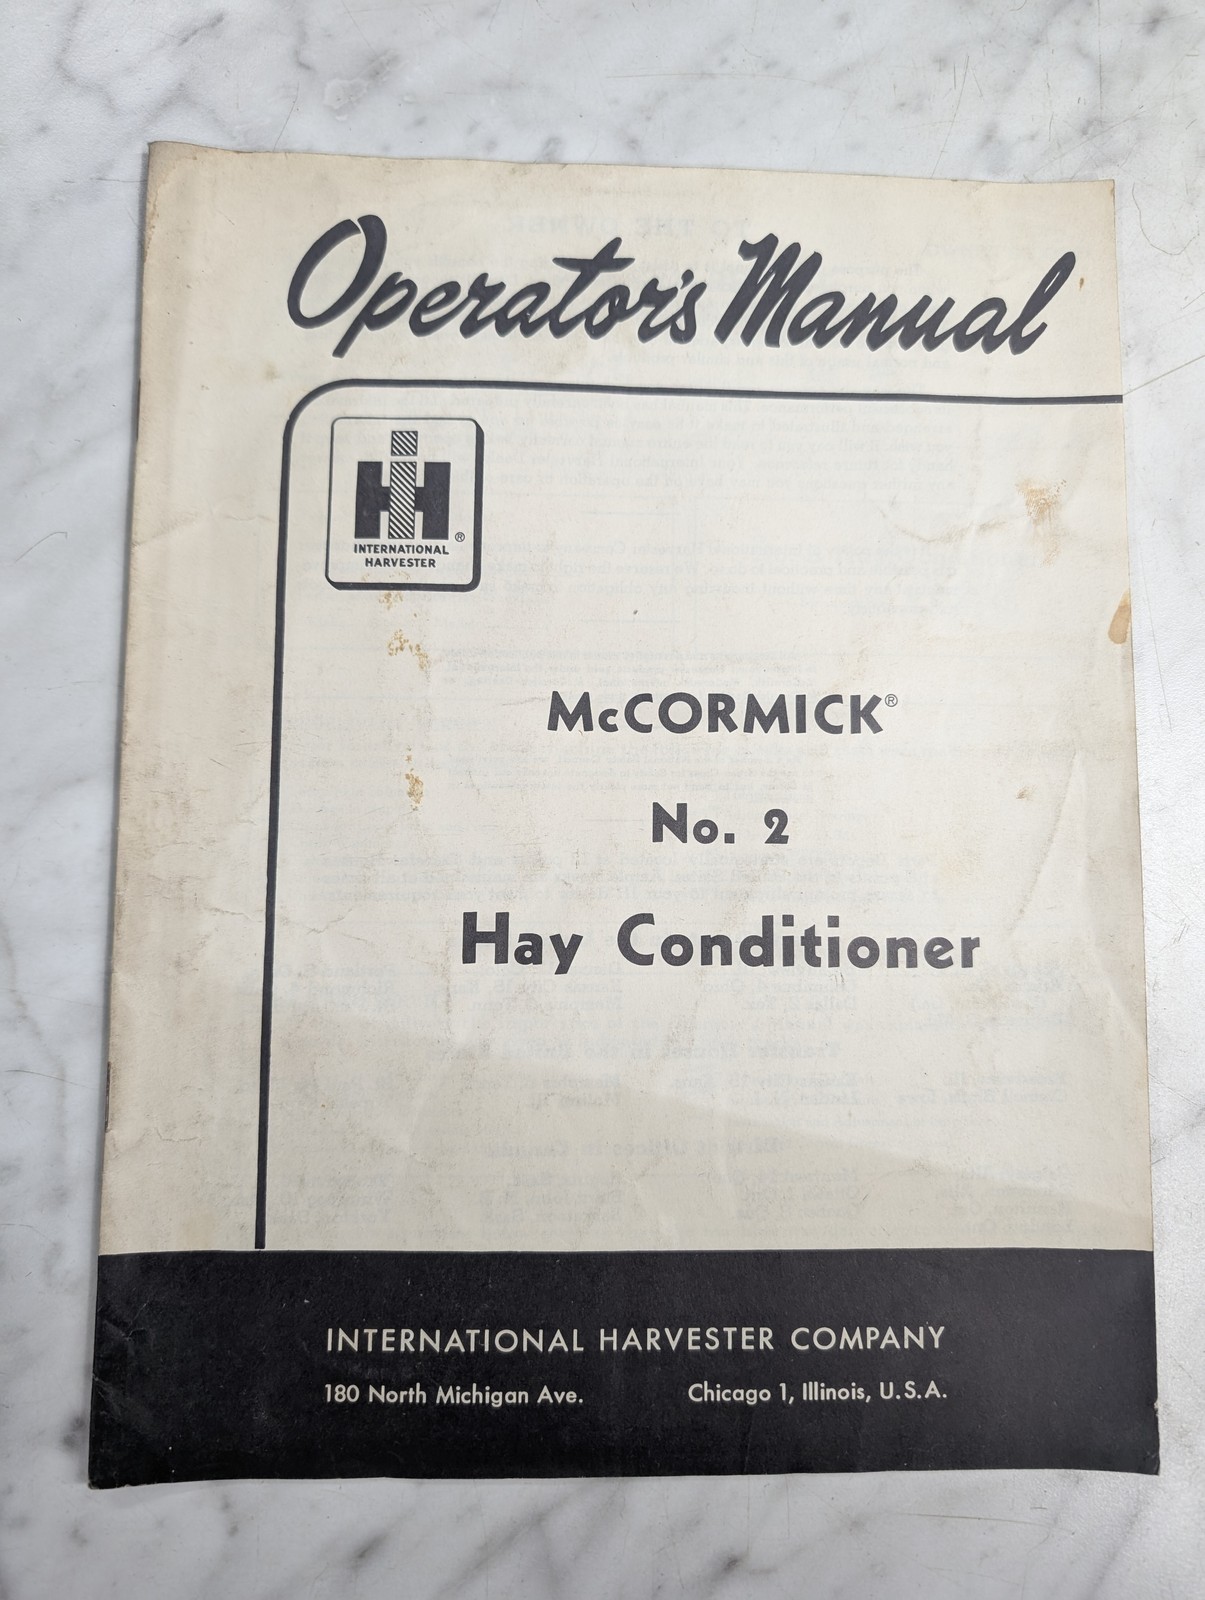 Operator's Manual
IH ®
INTERNATIONAL
HARVESTER
McCORMICK®
No. 2
Hay Conditioner
INTERNATIONAL HARVESTER COMPANY
180 North Michigan Ave. Chicago 1, Illinois, U.S.A.